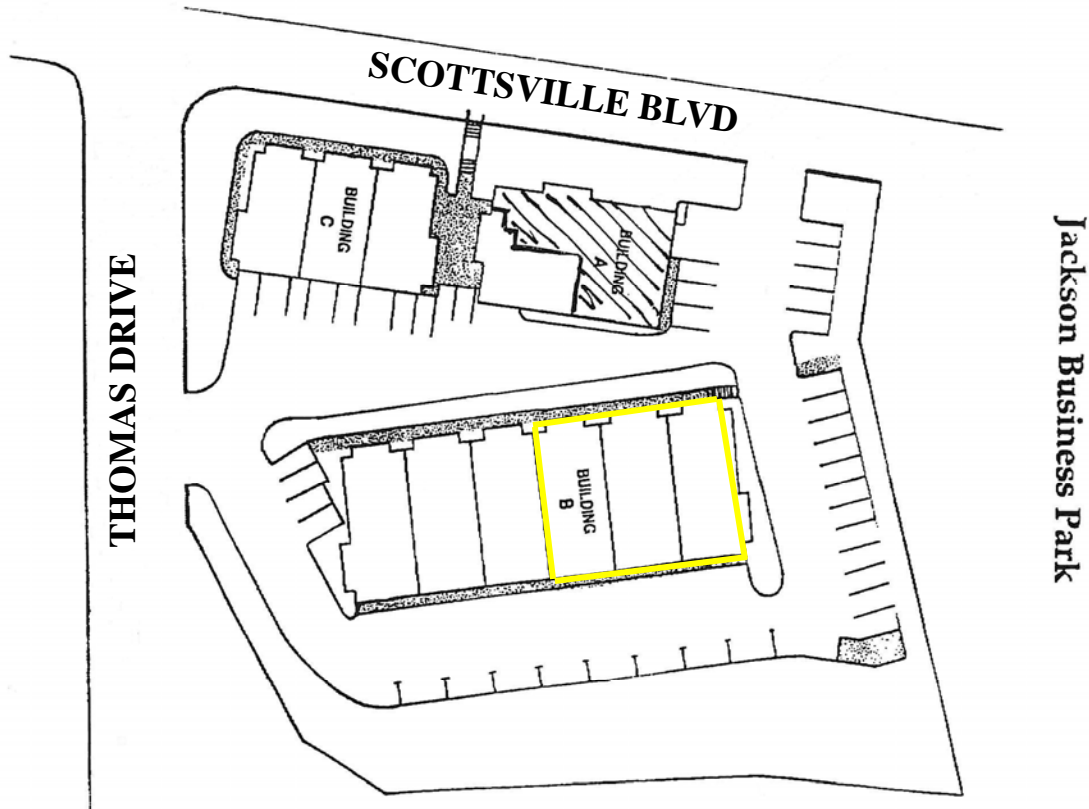 SCOTTSVILLE BLVD
BUILDING
C
BUILDING
A
THOMAS DRIVE
BUILDING
B
Jackson Business Park